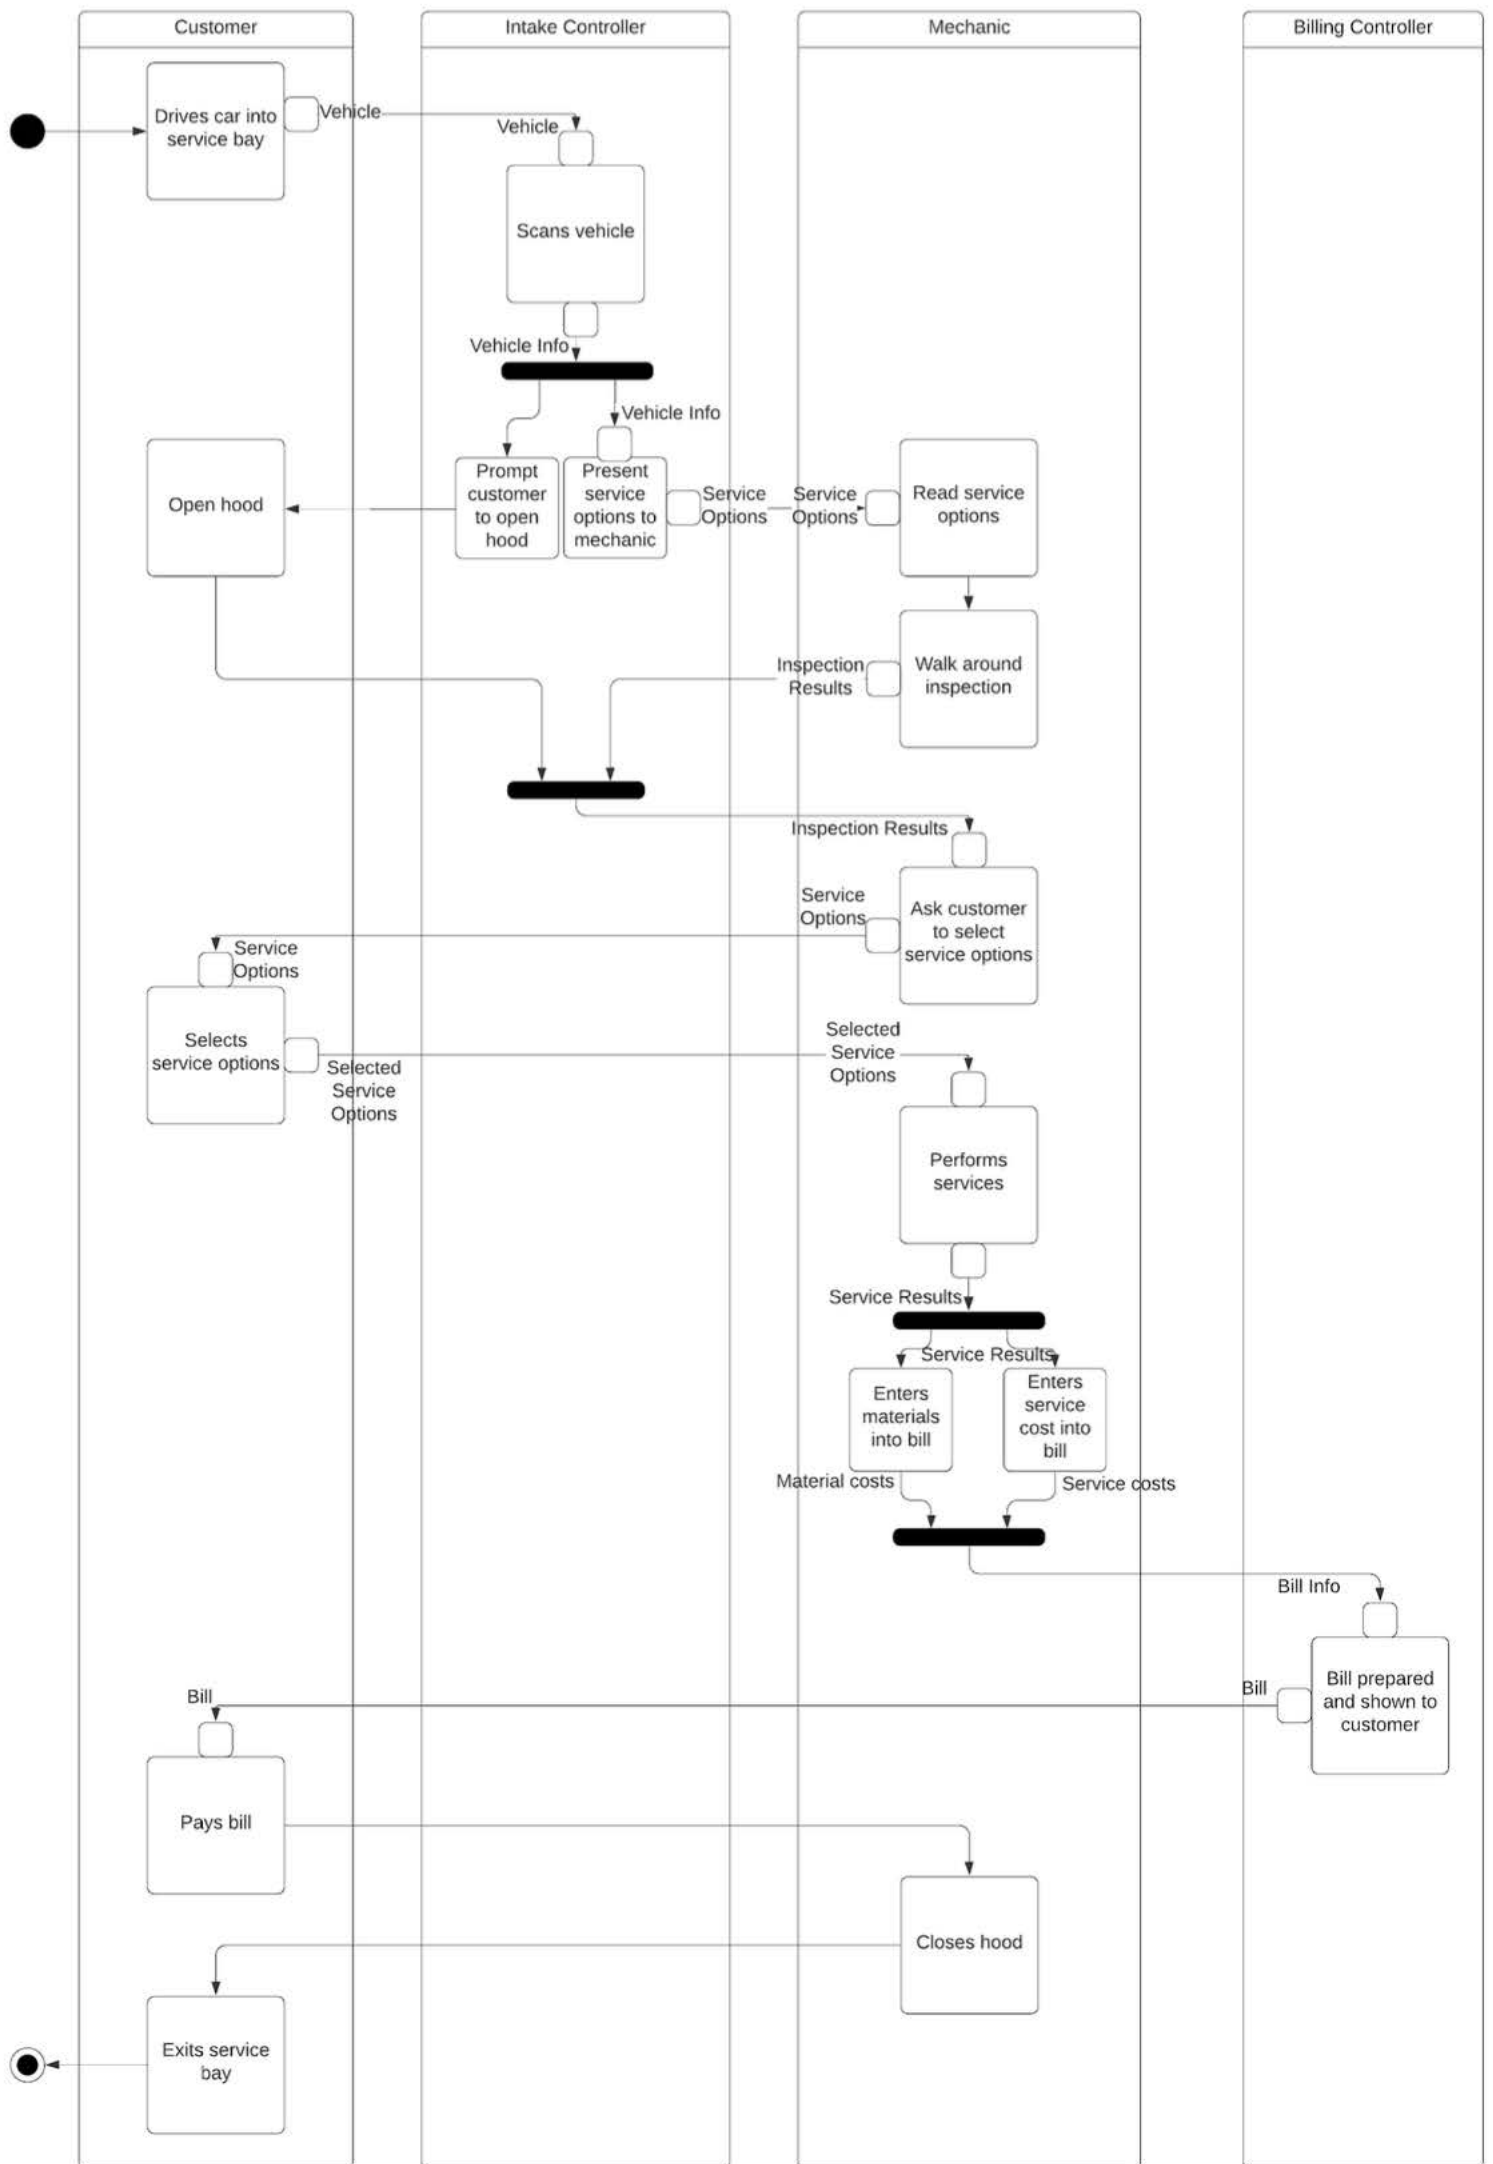 Customer
Intake Controller
Mechanic
Billing Controller
Drives car into
service bay
Vehicle
Vehicle
Scans vehicle
Vehicle Info
Vehicle Info
Open hood
Prompt
customer
to open
hood
Present
service
options to
mechanic
Service
Options
Service
Options
Read service
options
Inspection
Results
Walk around
inspection
Inspection Results
Service
Options
Ask customer
to select
service options
Service
Options
Selects
service options
Selected
Service
Options
Selected
Service
Options
Performs
services
Service Results
Service Results
Enters
materials
into bill
Enters
service
cost into
bill
Material costs
Service costs
Bill Info
Bill prepared
and shown to
customer
Bill
Bill
Pays bill
Closes hood
Exits service
bay